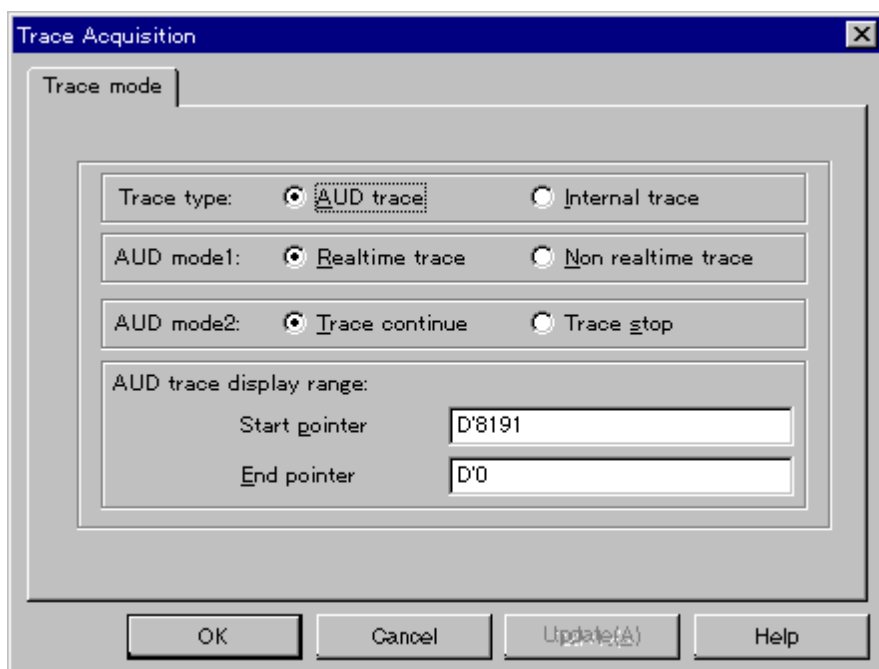 Trace Acquisition
Trace mode
Trace type: AUD trace Internal trace
AUD mode1: Realtime trace Non realtime trace
AUD mode2: Trace continue Trace stop
AUD trace display range:
Start pointer D'8191
End pointer D'0
OK Cancel Update(A) Help